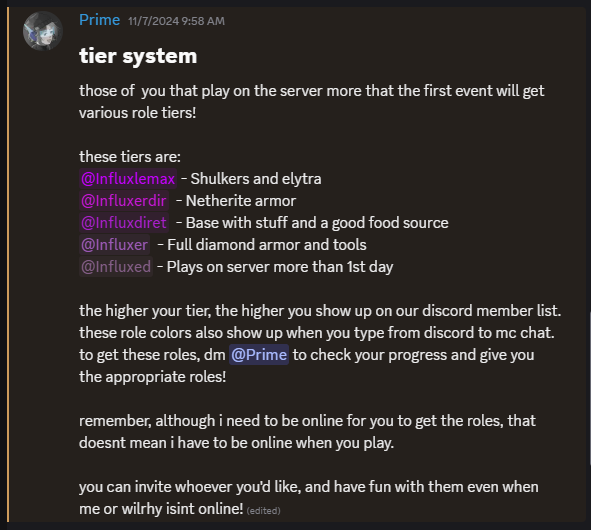 Prime 11/7/2024 9:58 AM
tier system
those of  you that play on the server more that the first event will get
various role tiers!
these tiers are:
@Influxlemax - Shulkers and elytra
@Influxerdir - Netherite armor
@Influxdiret - Base with stuff and a good food source
@Influxer - Full diamond armor and tools
@Influxed - Plays on server more than 1st day
the higher your tier, the higher you show up on our discord member list.
these role colors also show up when you type from discord to mc chat.
to get these roles, dm @Prime to check your progress and give you
the appropriate roles!
remember, although i need to be online for you to get the roles, that
doesnt mean i have to be online when you play.
you can invite whoever you'd like, and have fun with them even when
me or wilrhy isint online! (edited)